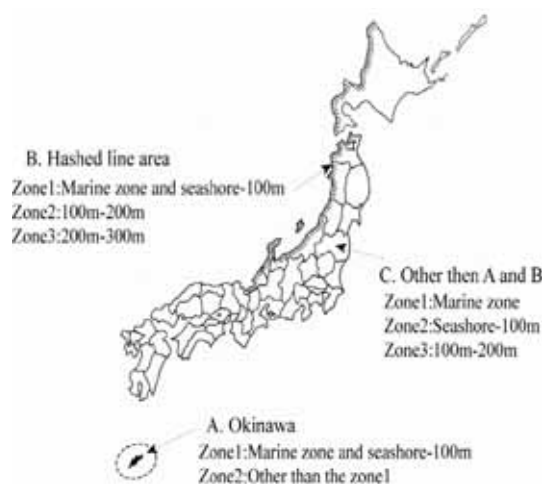 B. Hashed line area
Zone1:Marine zone and seashore-100m
Zone2:100m-200m
Zone3:200m-300m
C. Other then A and B
Zone1:Marine zone
Zone2:Seashore-100m
Zone3:100m-200m
A. Okinawa
Zone1:Marine zone and seashore-100m
Zone2:Other than the zone1